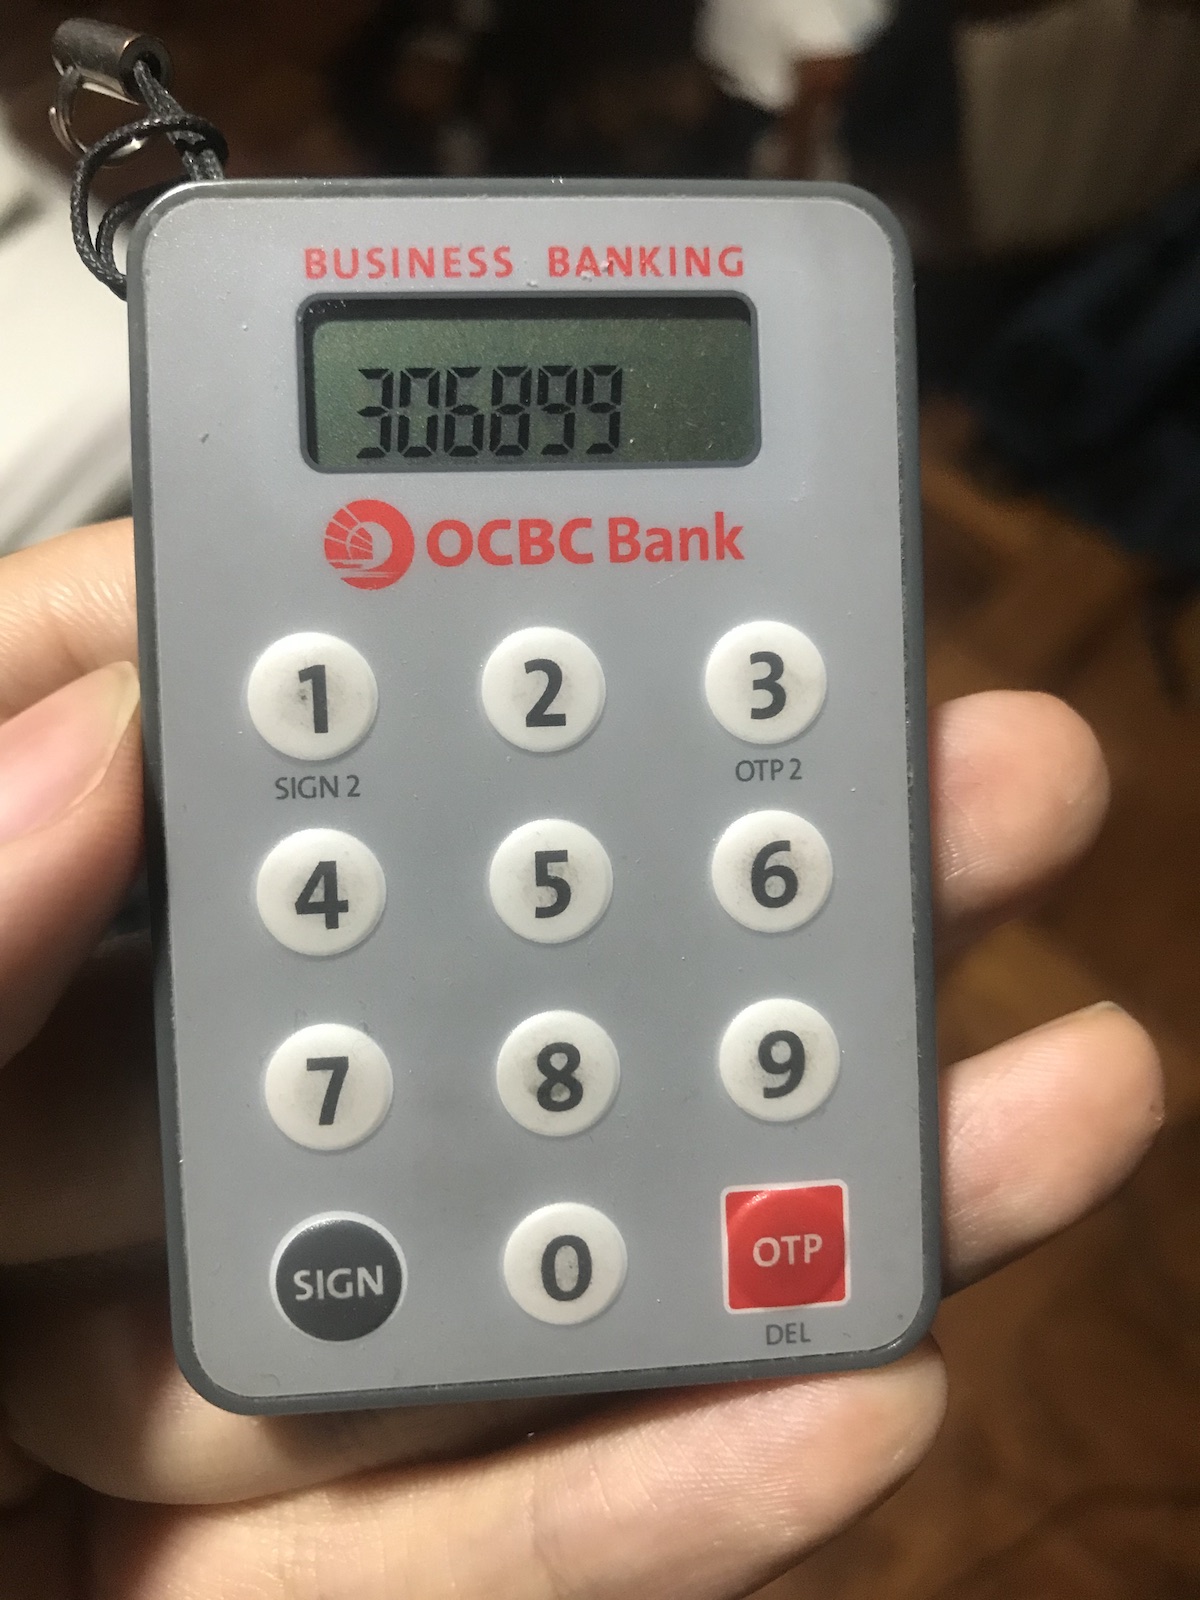 BUSINESS BANKING
306899
OCBC Bank
1 2 3
SIGN 2 OTP 2
4 5 6
7 8 9
SIGN 0 OTP
DEL